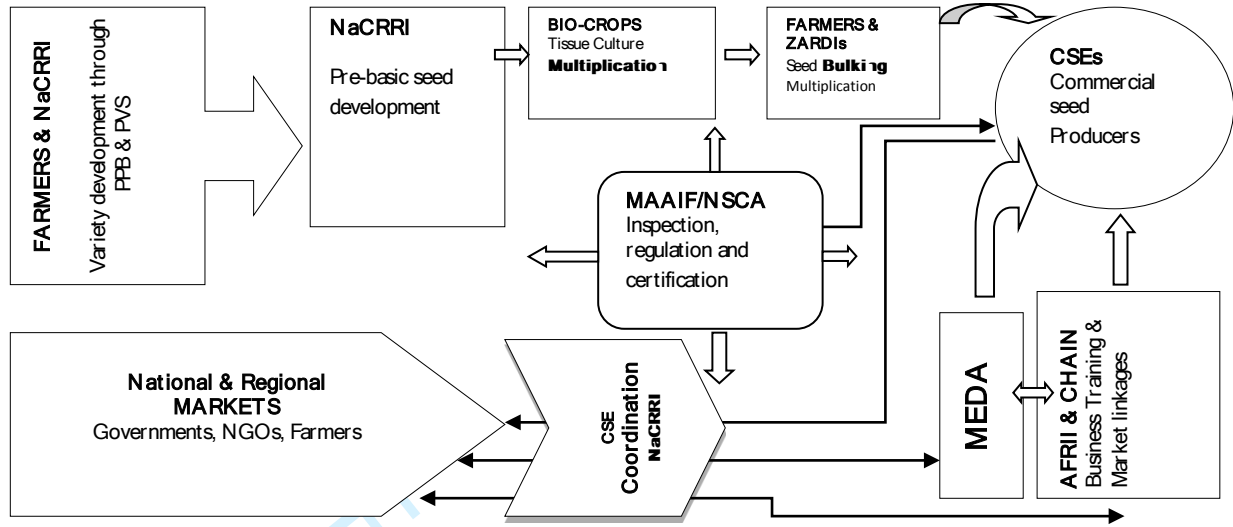 FARMERS & NaCRRI
Variety development through
PPB & PVS
NaCRRI
Pre-basic seed
development
BIO-CROPS
Tissue Culture
Multiplication
FARMERS &
ZARDIs
Seed Bulking
Multiplication
CSEs
Commercial
seed
Producers
MAAIF/NSCA
Inspection,
regulation and
certification
National & Regional
MARKETS
Governments, NGOs, Farmers
CSE
Coordination
NaCRRI
MEDA
AFRII & CHAIN
Business Training &
Market linkages